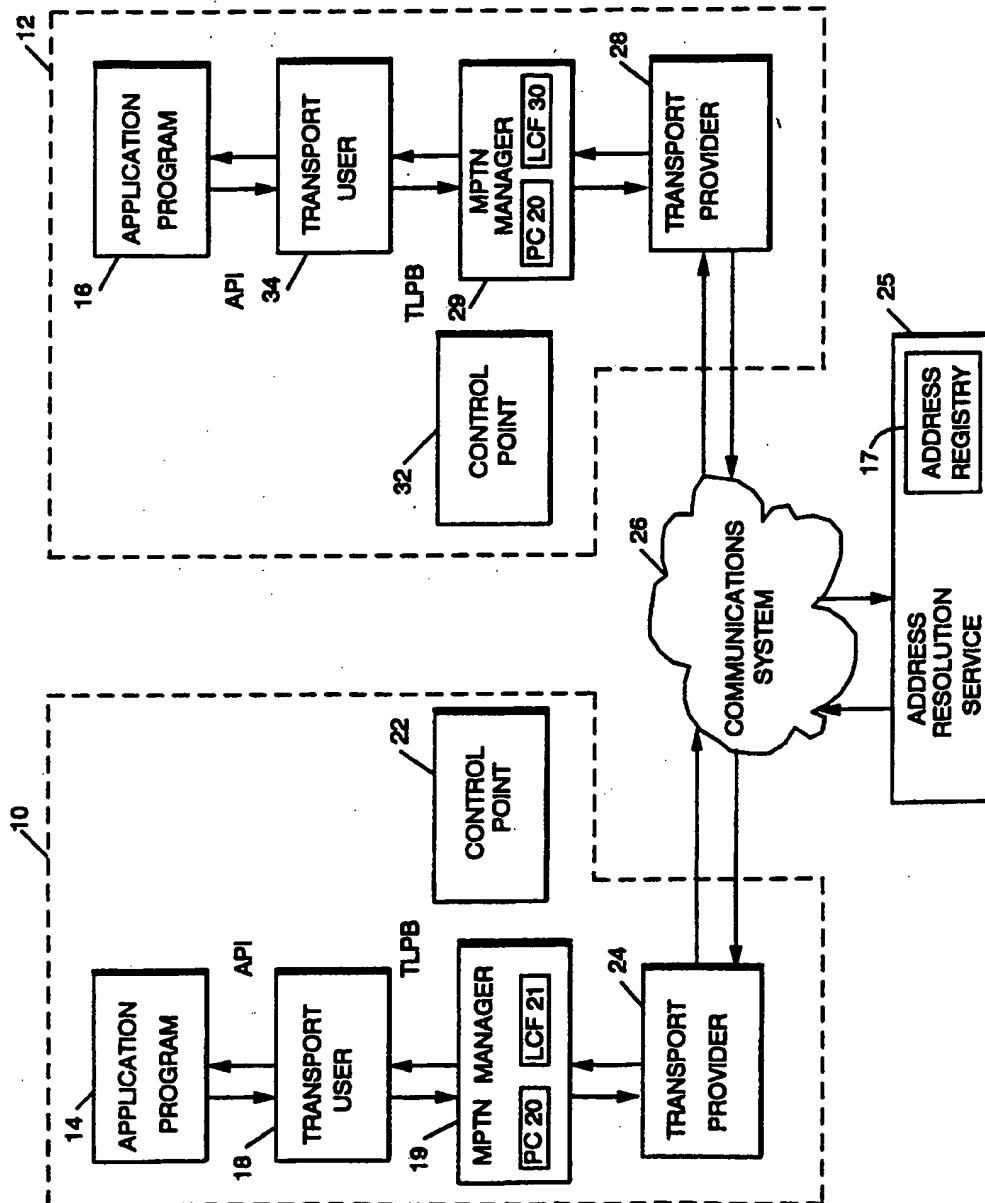 10
14
APPLICATION
PROGRAM
API
18
TRANSPORT
USER
TLPB
19
MPTN MANAGER
PC 20
LCF 21
22
CONTROL
POINT
24
TRANSPORT
PROVIDER
12
16
APPLICATION
PROGRAM
API
34
TRANSPORT
USER
TLPB
29
MPTN
MANAGER
PC 20
LCF 30
32
CONTROL
POINT
28
TRANSPORT
PROVIDER
26
COMMUNICATIONS
SYSTEM
25
ADDRESS
RESOLUTION
SERVICE
17
ADDRESS
REGISTRY